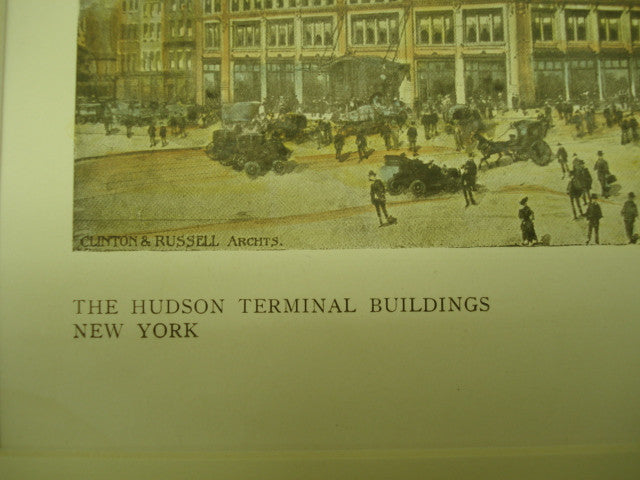 CLINTON & RUSSELL ARCHTS.
THE HUDSON TERMINAL BUILDINGS
NEW YORK